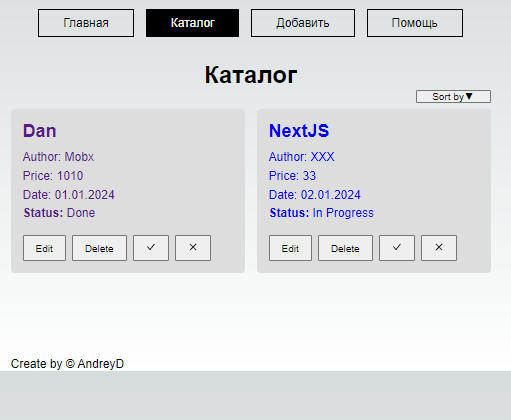 Главная Каталог Добавить Помощь
Каталог
Sort by▼
Dan
Author: Mobx
Price: 1010
Date: 01.01.2024
Status: Done
Edit Delete ✓ ✕
NextJS
Author: XXX
Price: 33
Date: 02.01.2024
Status: In Progress
Edit Delete ✓ ✕
Create by © AndreyD